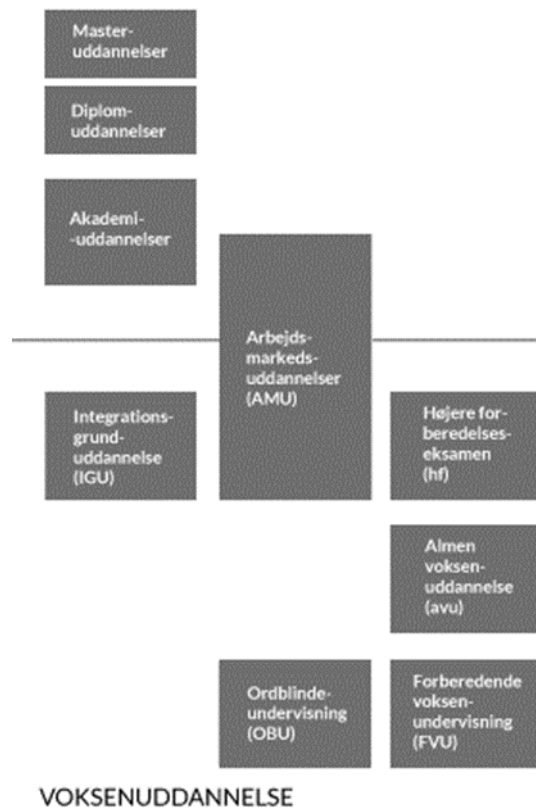 Master-
uddannelser
Diplom-
uddannelser
Akademi-
-uddannelser
Arbejds-
markeds-
uddannelser
(AMU)
Integrations-
grund-
uddannelse
(IGU)
Højere for-
beredelses-
eksamen
(hf)
Almen
voksen-
uddannelse
(avu)
Ordblinde-
undervisning
(OBU)
Forberedende
voksen-
undervisning
(FVU)
VOKSENUDDANNELSE